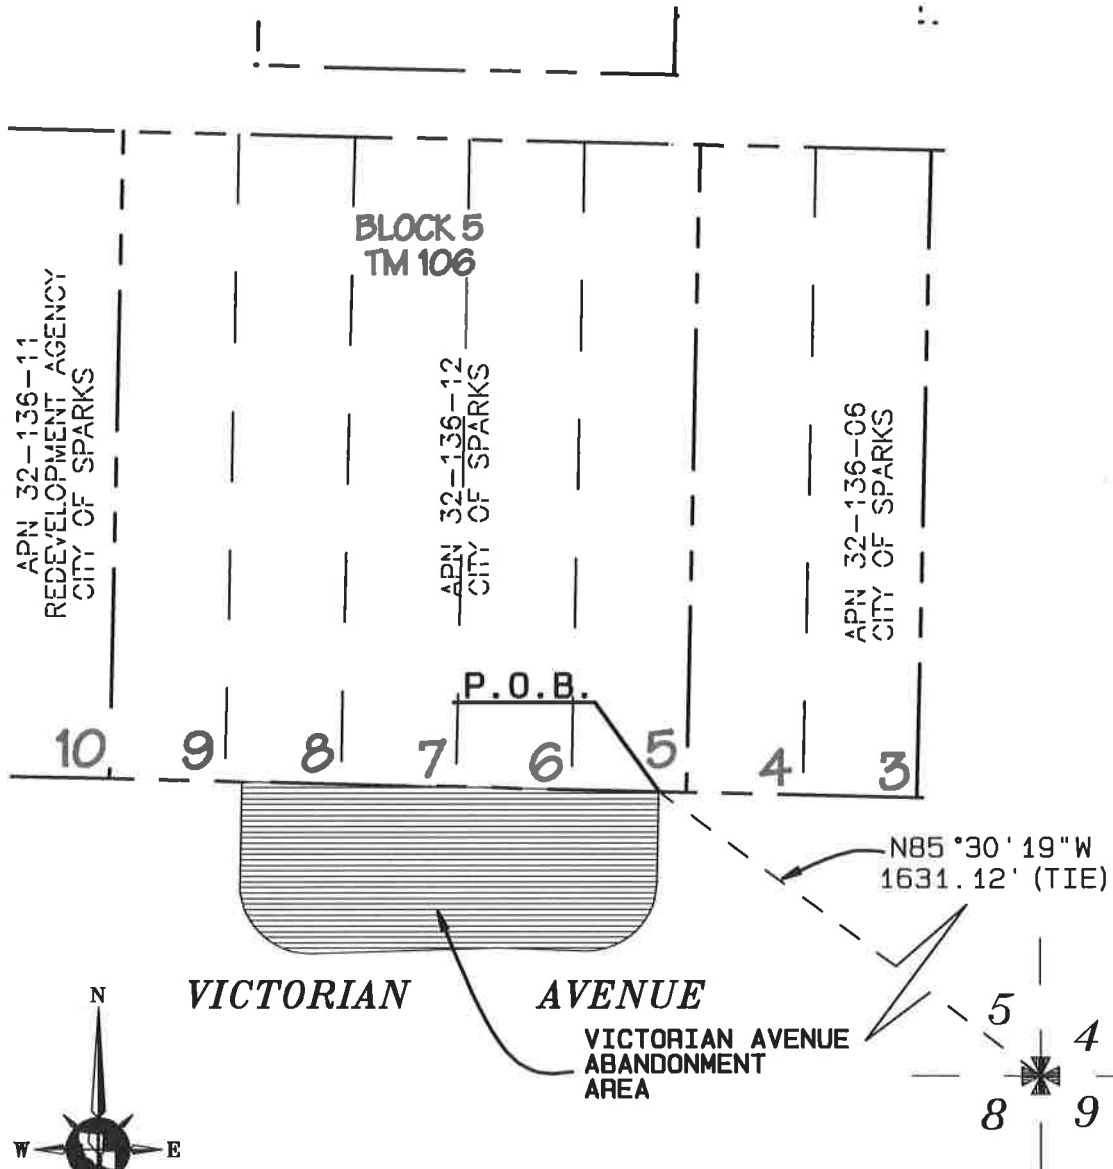 BLOCK 5
TM 106
APN 32-136-11
REDEVELOPMENT AGENCY
CITY OF SPARKS
APN 32-136-12
CITY OF SPARKS
APN 32-136-06
CITY OF SPARKS
P.O.B.
10
9
8
7
6
5
4
3
N85°30'19"W
1631.12' (TIE)
VICTORIAN AVENUE
VICTORIAN AVENUE
ABANDONMENT
AREA
5
4
8
9
N
W
E